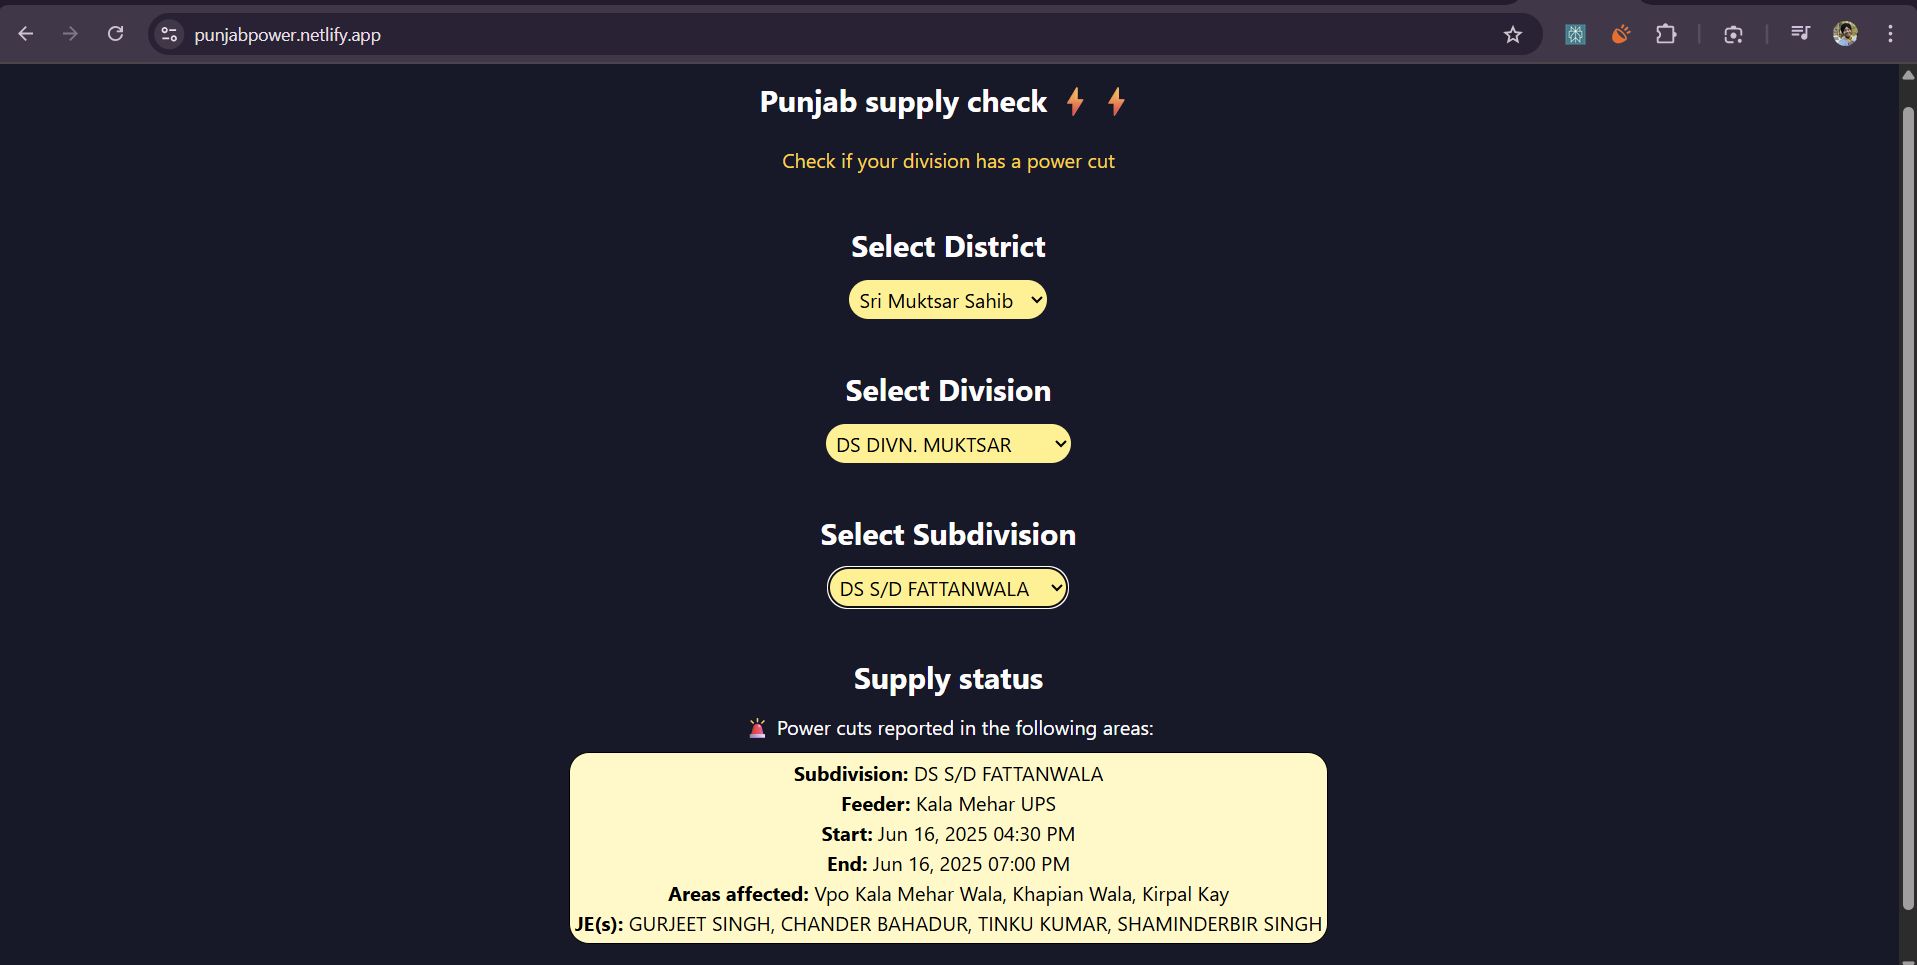 punjabpower.netlify.app
Punjab supply check ⚡ ⚡
Check if your division has a power cut
Select District
Sri Muktsar Sahib
Select Division
DS DIVN. MUKTSAR
Select Subdivision
DS S/D FATTANWALA
Supply status
🚨 Power cuts reported in the following areas:
Subdivision: DS S/D FATTANWALA
Feeder: Kala Mehar UPS
Start: Jun 16, 2025 04:30 PM
End: Jun 16, 2025 07:00 PM
Areas affected: Vpo Kala Mehar Wala, Khapian Wala, Kirpal Kay
JE(s): GURJEET SINGH, CHANDER BAHADUR, TINKU KUMAR, SHAMINDERBIR SINGH